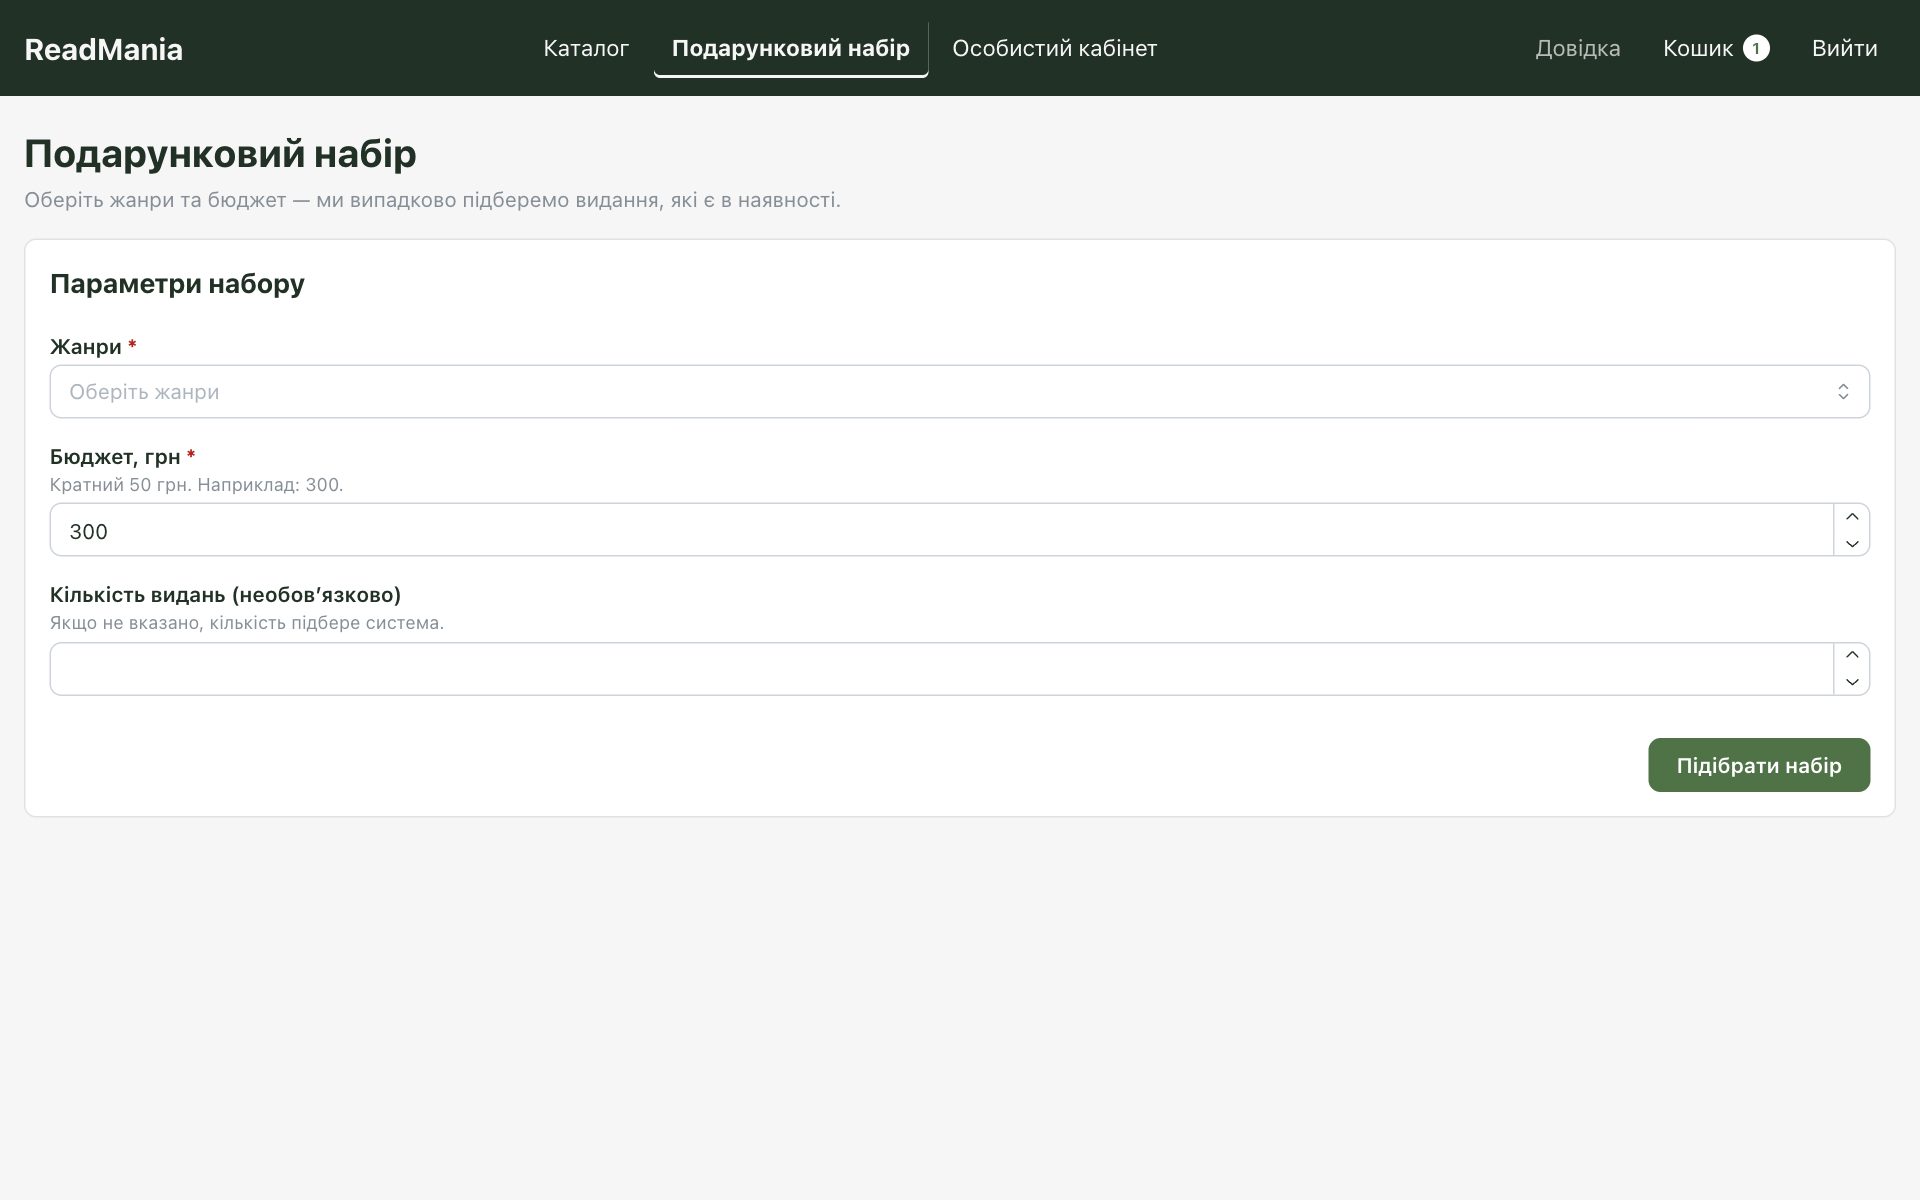 ReadMania
Каталог
Подарунковий набір
Особистий кабінет
Довідка
Кошик 1
Вийти
Подарунковий набір
Оберіть жанри та бюджет — ми випадково підберемо видання, які є в наявності.
Параметри набору
Жанри *
Оберіть жанри
Бюджет, грн *
Кратний 50 грн. Наприклад: 300.
300
Кількість видань (необов’язково)
Якщо не вказано, кількість підбере система.
Підібрати набір